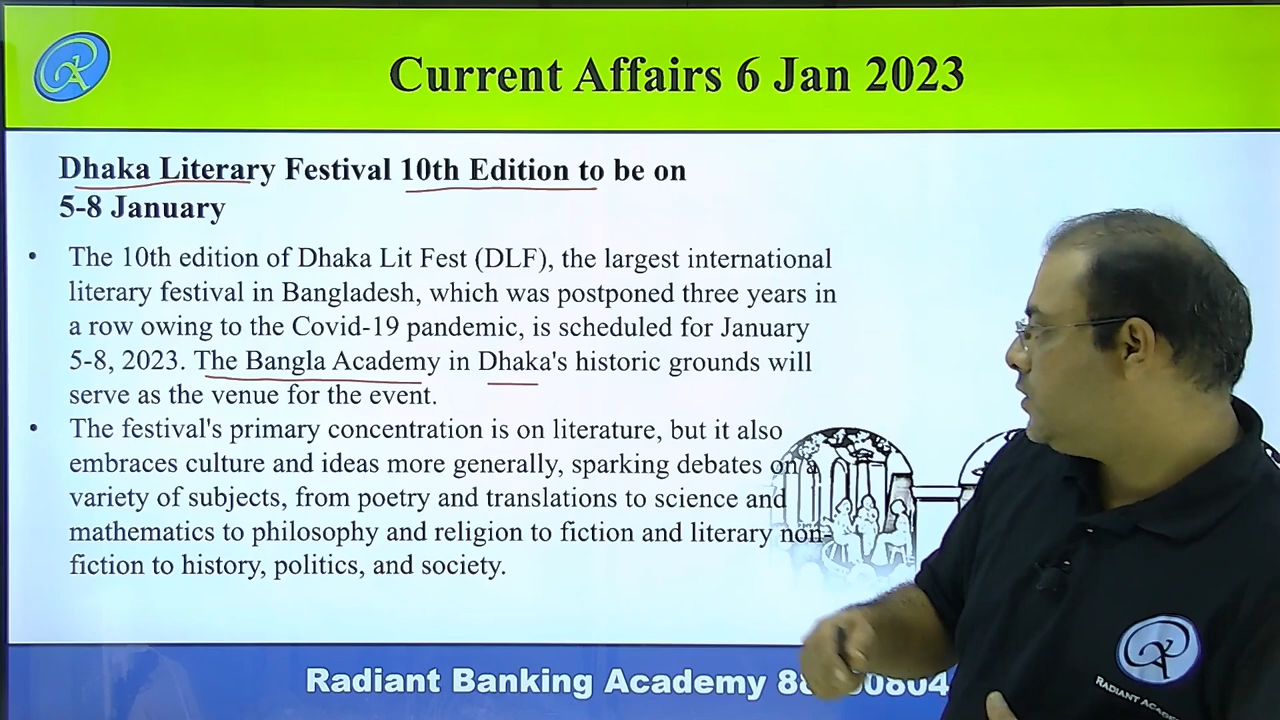 Current Affairs 6 Jan 2023
Dhaka Literary Festival 10th Edition to be on
5-8 January
• The 10th edition of Dhaka Lit Fest (DLF), the largest international
literary festival in Bangladesh, which was postponed three years in
a row owing to the Covid-19 pandemic, is scheduled for January
5-8, 2023. The Bangla Academy in Dhaka's historic grounds will
serve as the venue for the event.
• The festival's primary concentration is on literature, but it also
embraces culture and ideas more generally, sparking debates on a
variety of subjects, from poetry and translations to science and
mathematics to philosophy and religion to fiction and literary non-
fiction to history, politics, and society.
Radiant Banking Academy
RADIANT